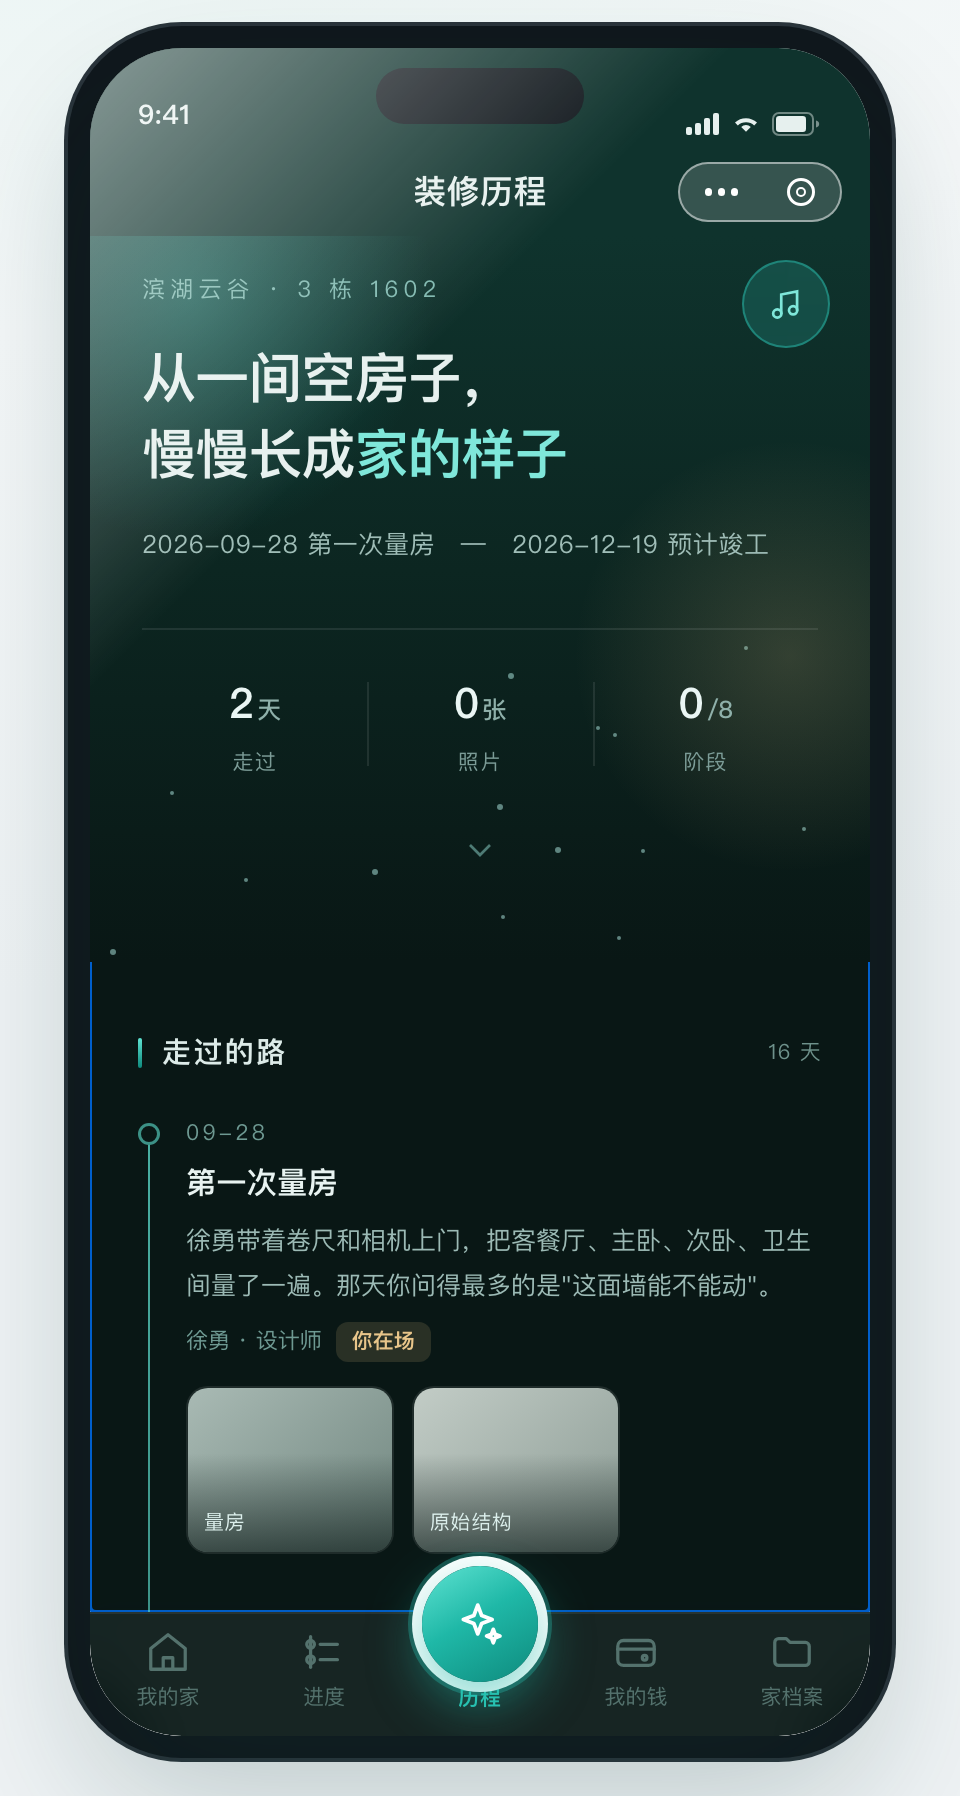 9:41
装修历程
滨湖云谷 · 3 栋 1602
从一间空房子，
慢慢长成家的样子
2026-09-28 第一次量房 — 2026-12-19 预计竣工
2天
走过
0张
照片
0/8
阶段
走过的路
16 天
09-28
第一次量房
徐勇带着卷尺和相机上门，把客餐厅、主卧、次卧、卫生
间量了一遍。那天你问得最多的是"这面墙能不能动"。
徐勇 · 设计师 你在场
量房
原始结构
我的家
进度
历程
我的钱
家档案